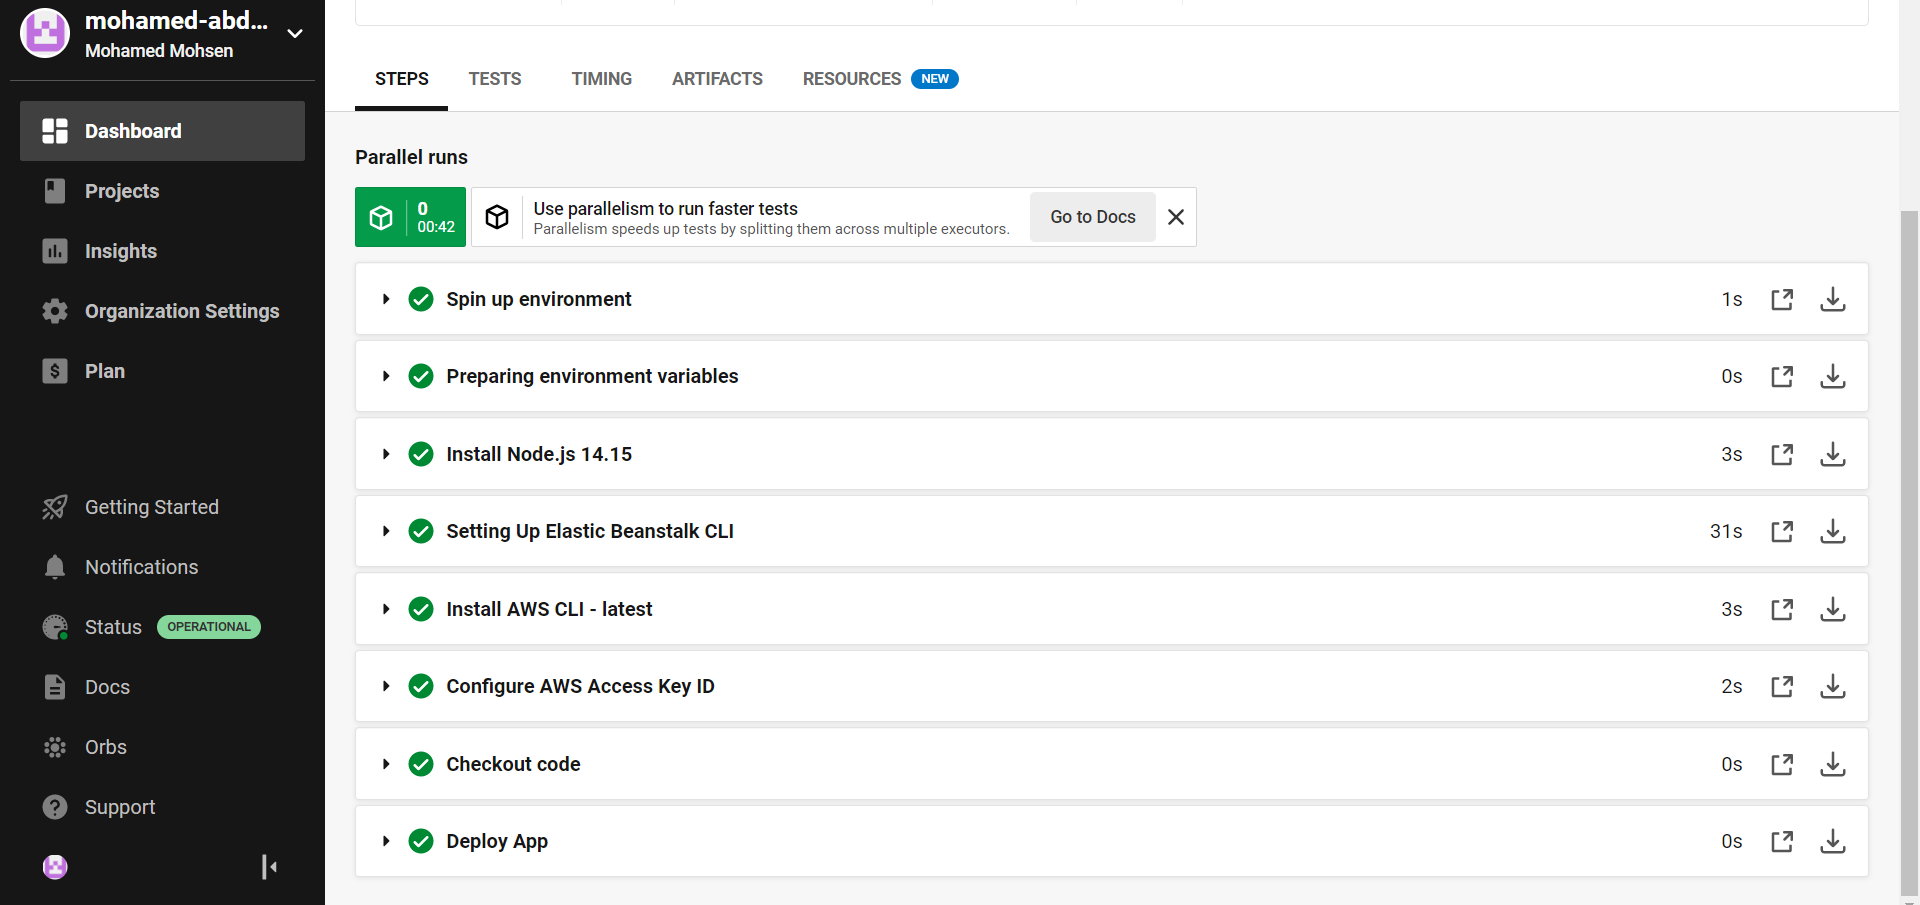 mohamed-abd...
Mohamed Mohsen
Dashboard
Projects
Insights
Organization Settings
Plan
Getting Started
Notifications
Status OPERATIONAL
Docs
Orbs
Support
STEPS TESTS TIMING ARTIFACTS RESOURCES NEW
Parallel runs
0
00:42
Use parallelism to run faster tests
Parallelism speeds up tests by splitting them across multiple executors.
Go to Docs
Spin up environment 1s
Preparing environment variables 0s
Install Node.js 14.15 3s
Setting Up Elastic Beanstalk CLI 31s
Install AWS CLI - latest 3s
Configure AWS Access Key ID 2s
Checkout code 0s
Deploy App 0s